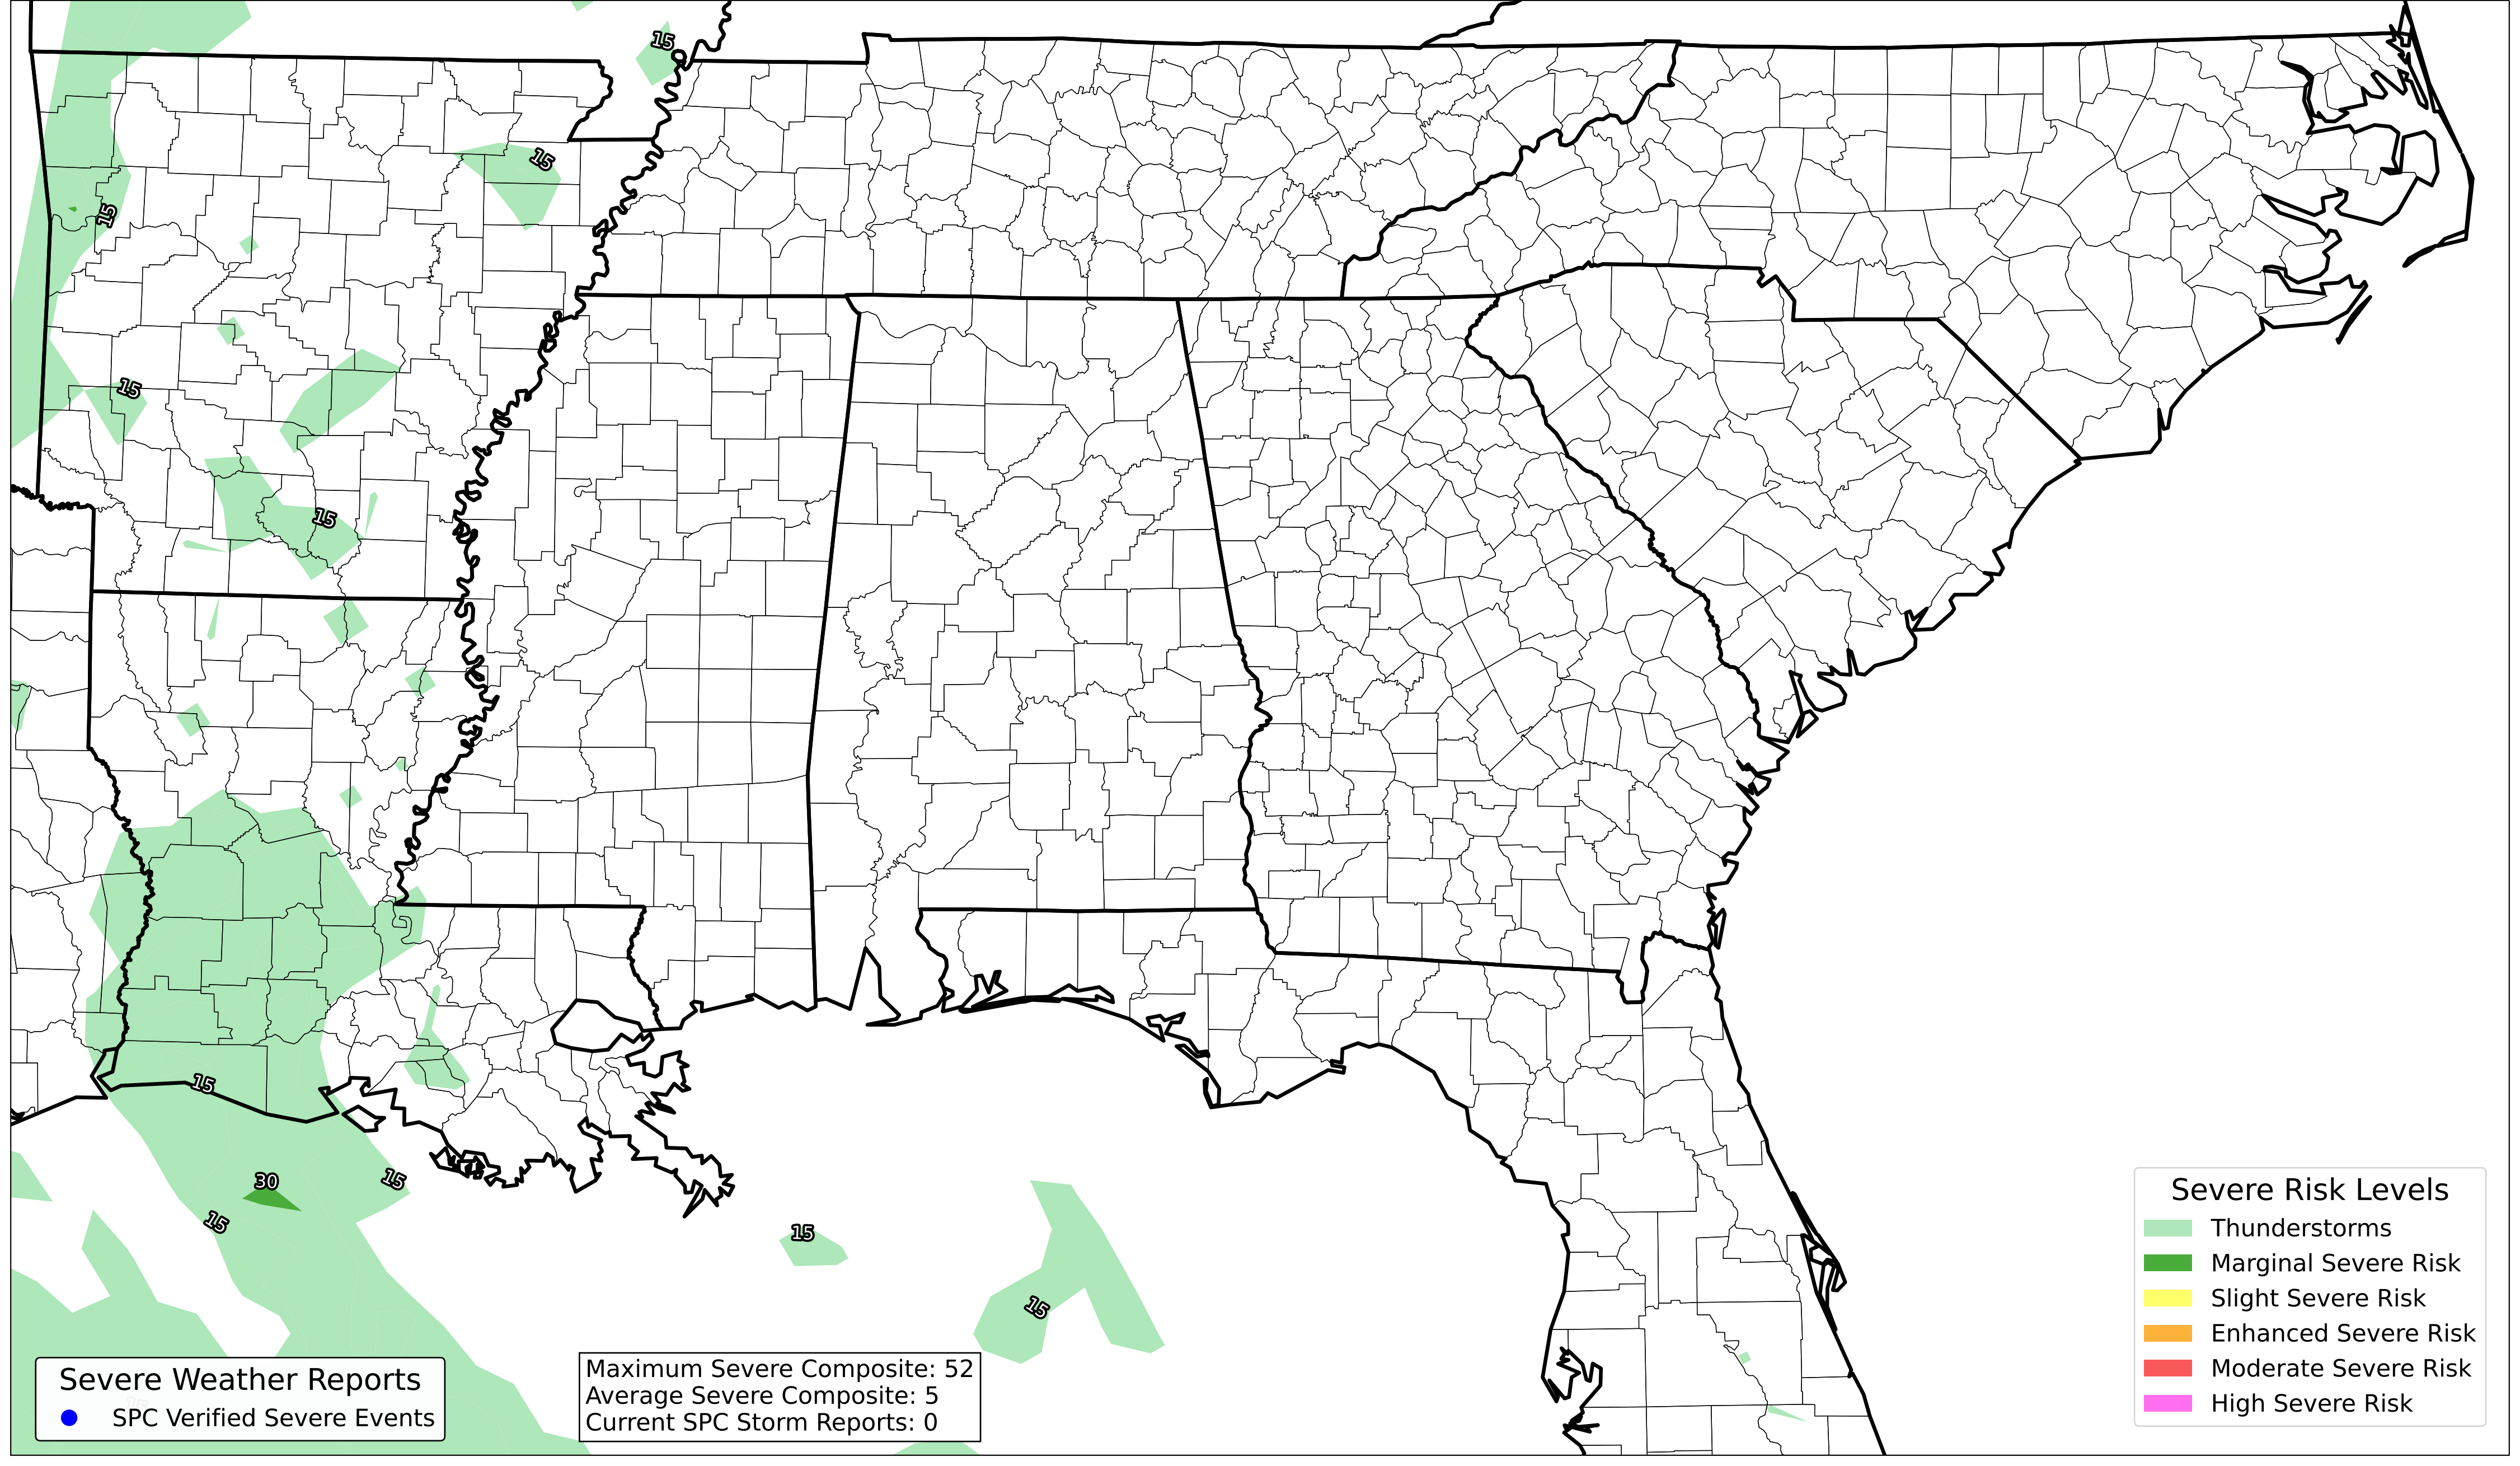 15
15
15
15
15
15
30
15
15
15
15
Severe Weather Reports
SPC Verified Severe Events
Maximum Severe Composite: 52
Average Severe Composite: 5
Current SPC Storm Reports: 0
Severe Risk Levels
Thunderstorms
Marginal Severe Risk
Slight Severe Risk
Enhanced Severe Risk
Moderate Severe Risk
High Severe Risk